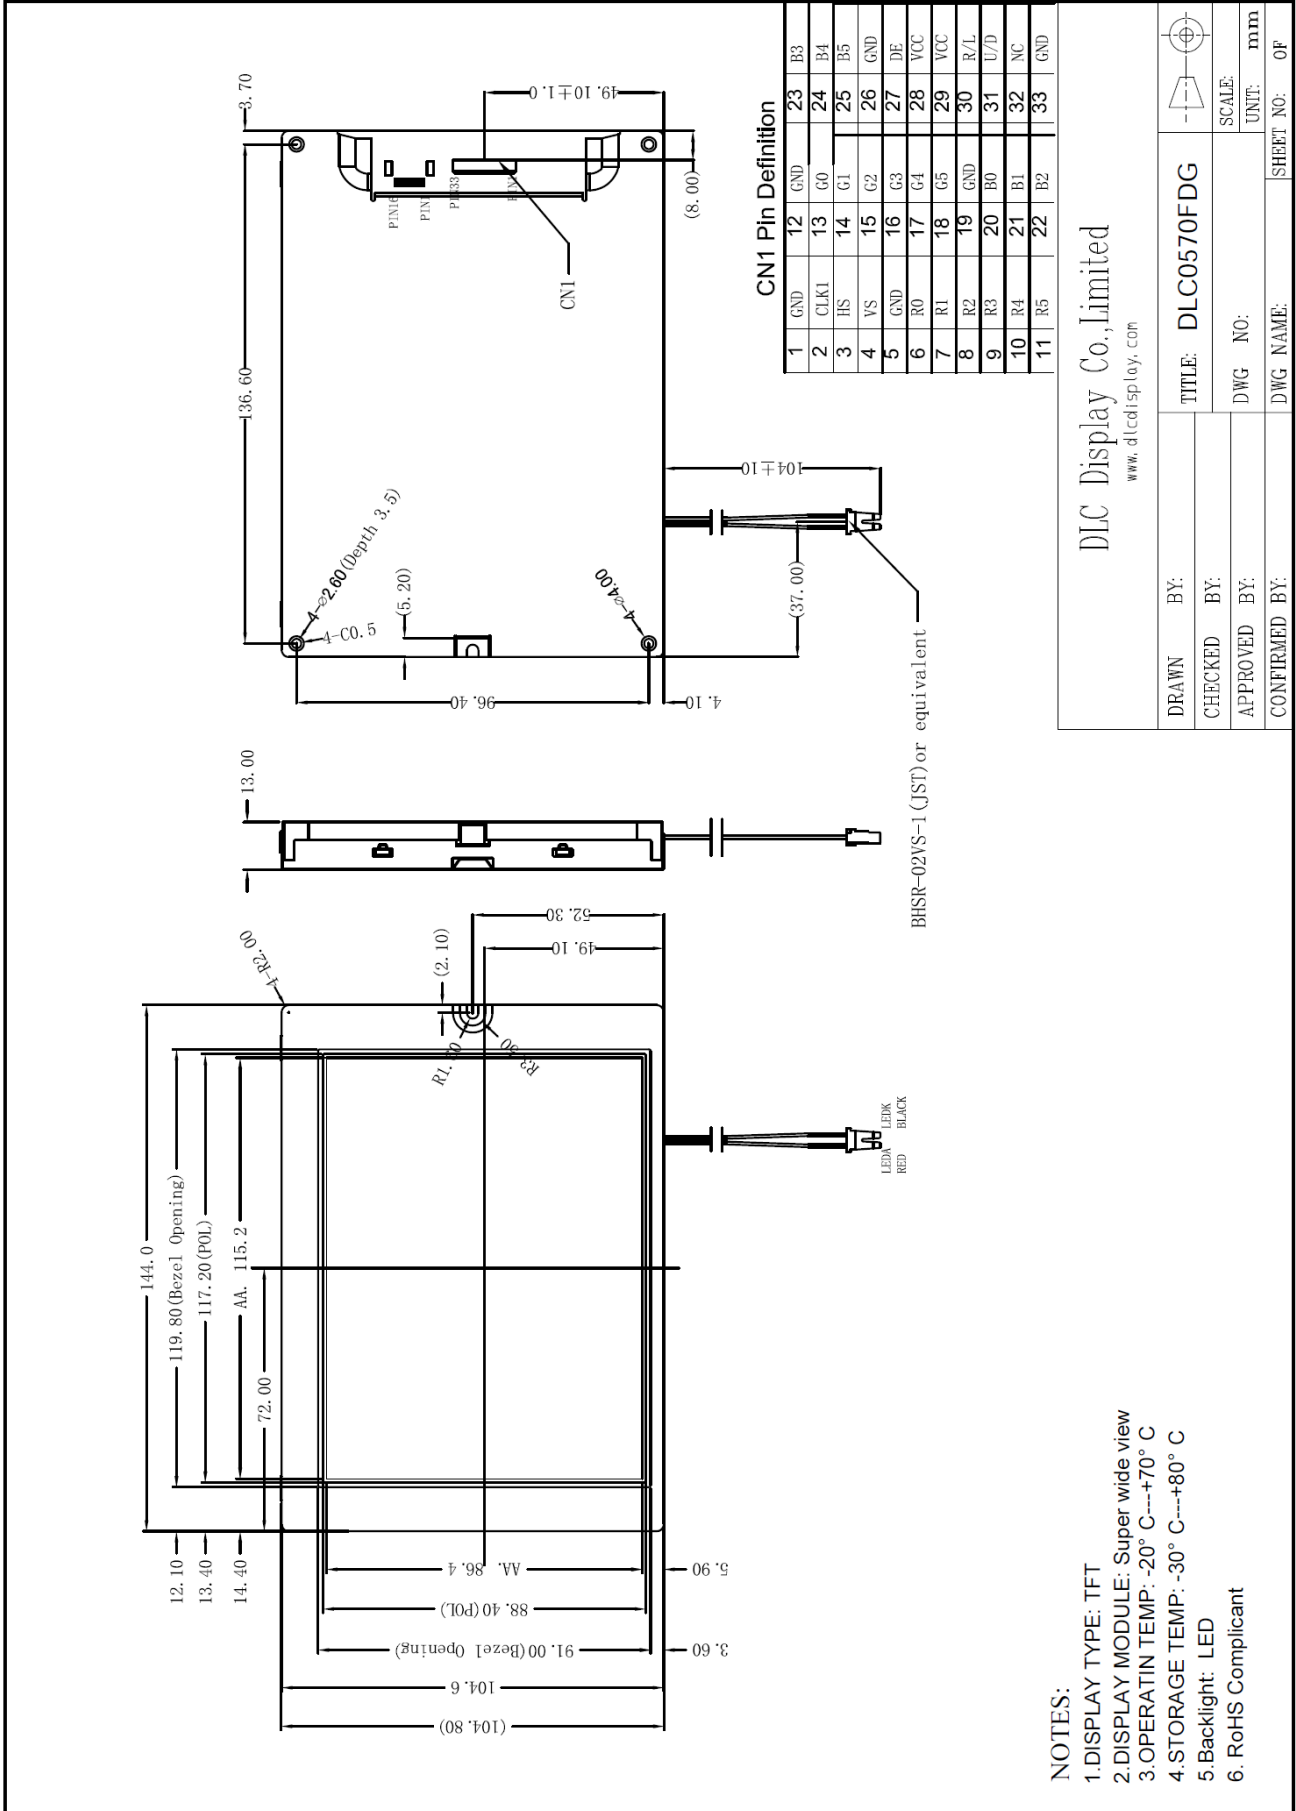 144.0
119.80(Bezel Opening)
117.20(POL)
AA. 115.2
72.00
12.10
13.40
14.40
4-R2.00
(2.10)
52.30
49.10
R3.50
AA. 86.4
88.40(POL)
91.00(Bezel Opening)
104.6
(104.80)
5.90
3.60
LEDA LEDK
RED BLACK
13.00
136.60
3.70
4-⌀2.60(Depth 3.5)
4-C0.5
(5.20)
4-⌀4.00
96.40
4.10
PIN1
PIN33
CN1
49.10±1.0
(8.00)
104±10
(37.00)
BHSR-02VS-1(JST)or equivalent
CN1 Pin Definition
1 GND 12 GND 23 B3
2 CLK1 13 G0 24 B4
3 HS 14 G1 25 B5
4 VS 15 G2 26 GND
5 GND 16 G3 27 DE
6 R0 17 G4 28 VCC
7 R1 18 G5 29 VCC
8 R2 19 GND 30 R/L
9 R3 20 B0 31 U/D
10 R4 21 B1 32 NC
11 R5 22 B2 33 GND
NOTES:
1.DISPLAY TYPE: TFT
2.DISPLAY MODULE: Super wide view
3.OPERATIN TEMP: -20° C---+70° C
4.STORAGE TEMP: -30° C---+80° C
5.Backlight: LED
6. RoHS Complicant
DLC Display Co.,Limited
www.dlcdisplay.com
DRAWN BY:
CHECKED BY:
APPROVED BY:
CONFIRMED BY:
TITLE: DLC0570FDG
DWG NO:
DWG NAME:
SCALE:
UNIT: mm
SHEET NO: OF